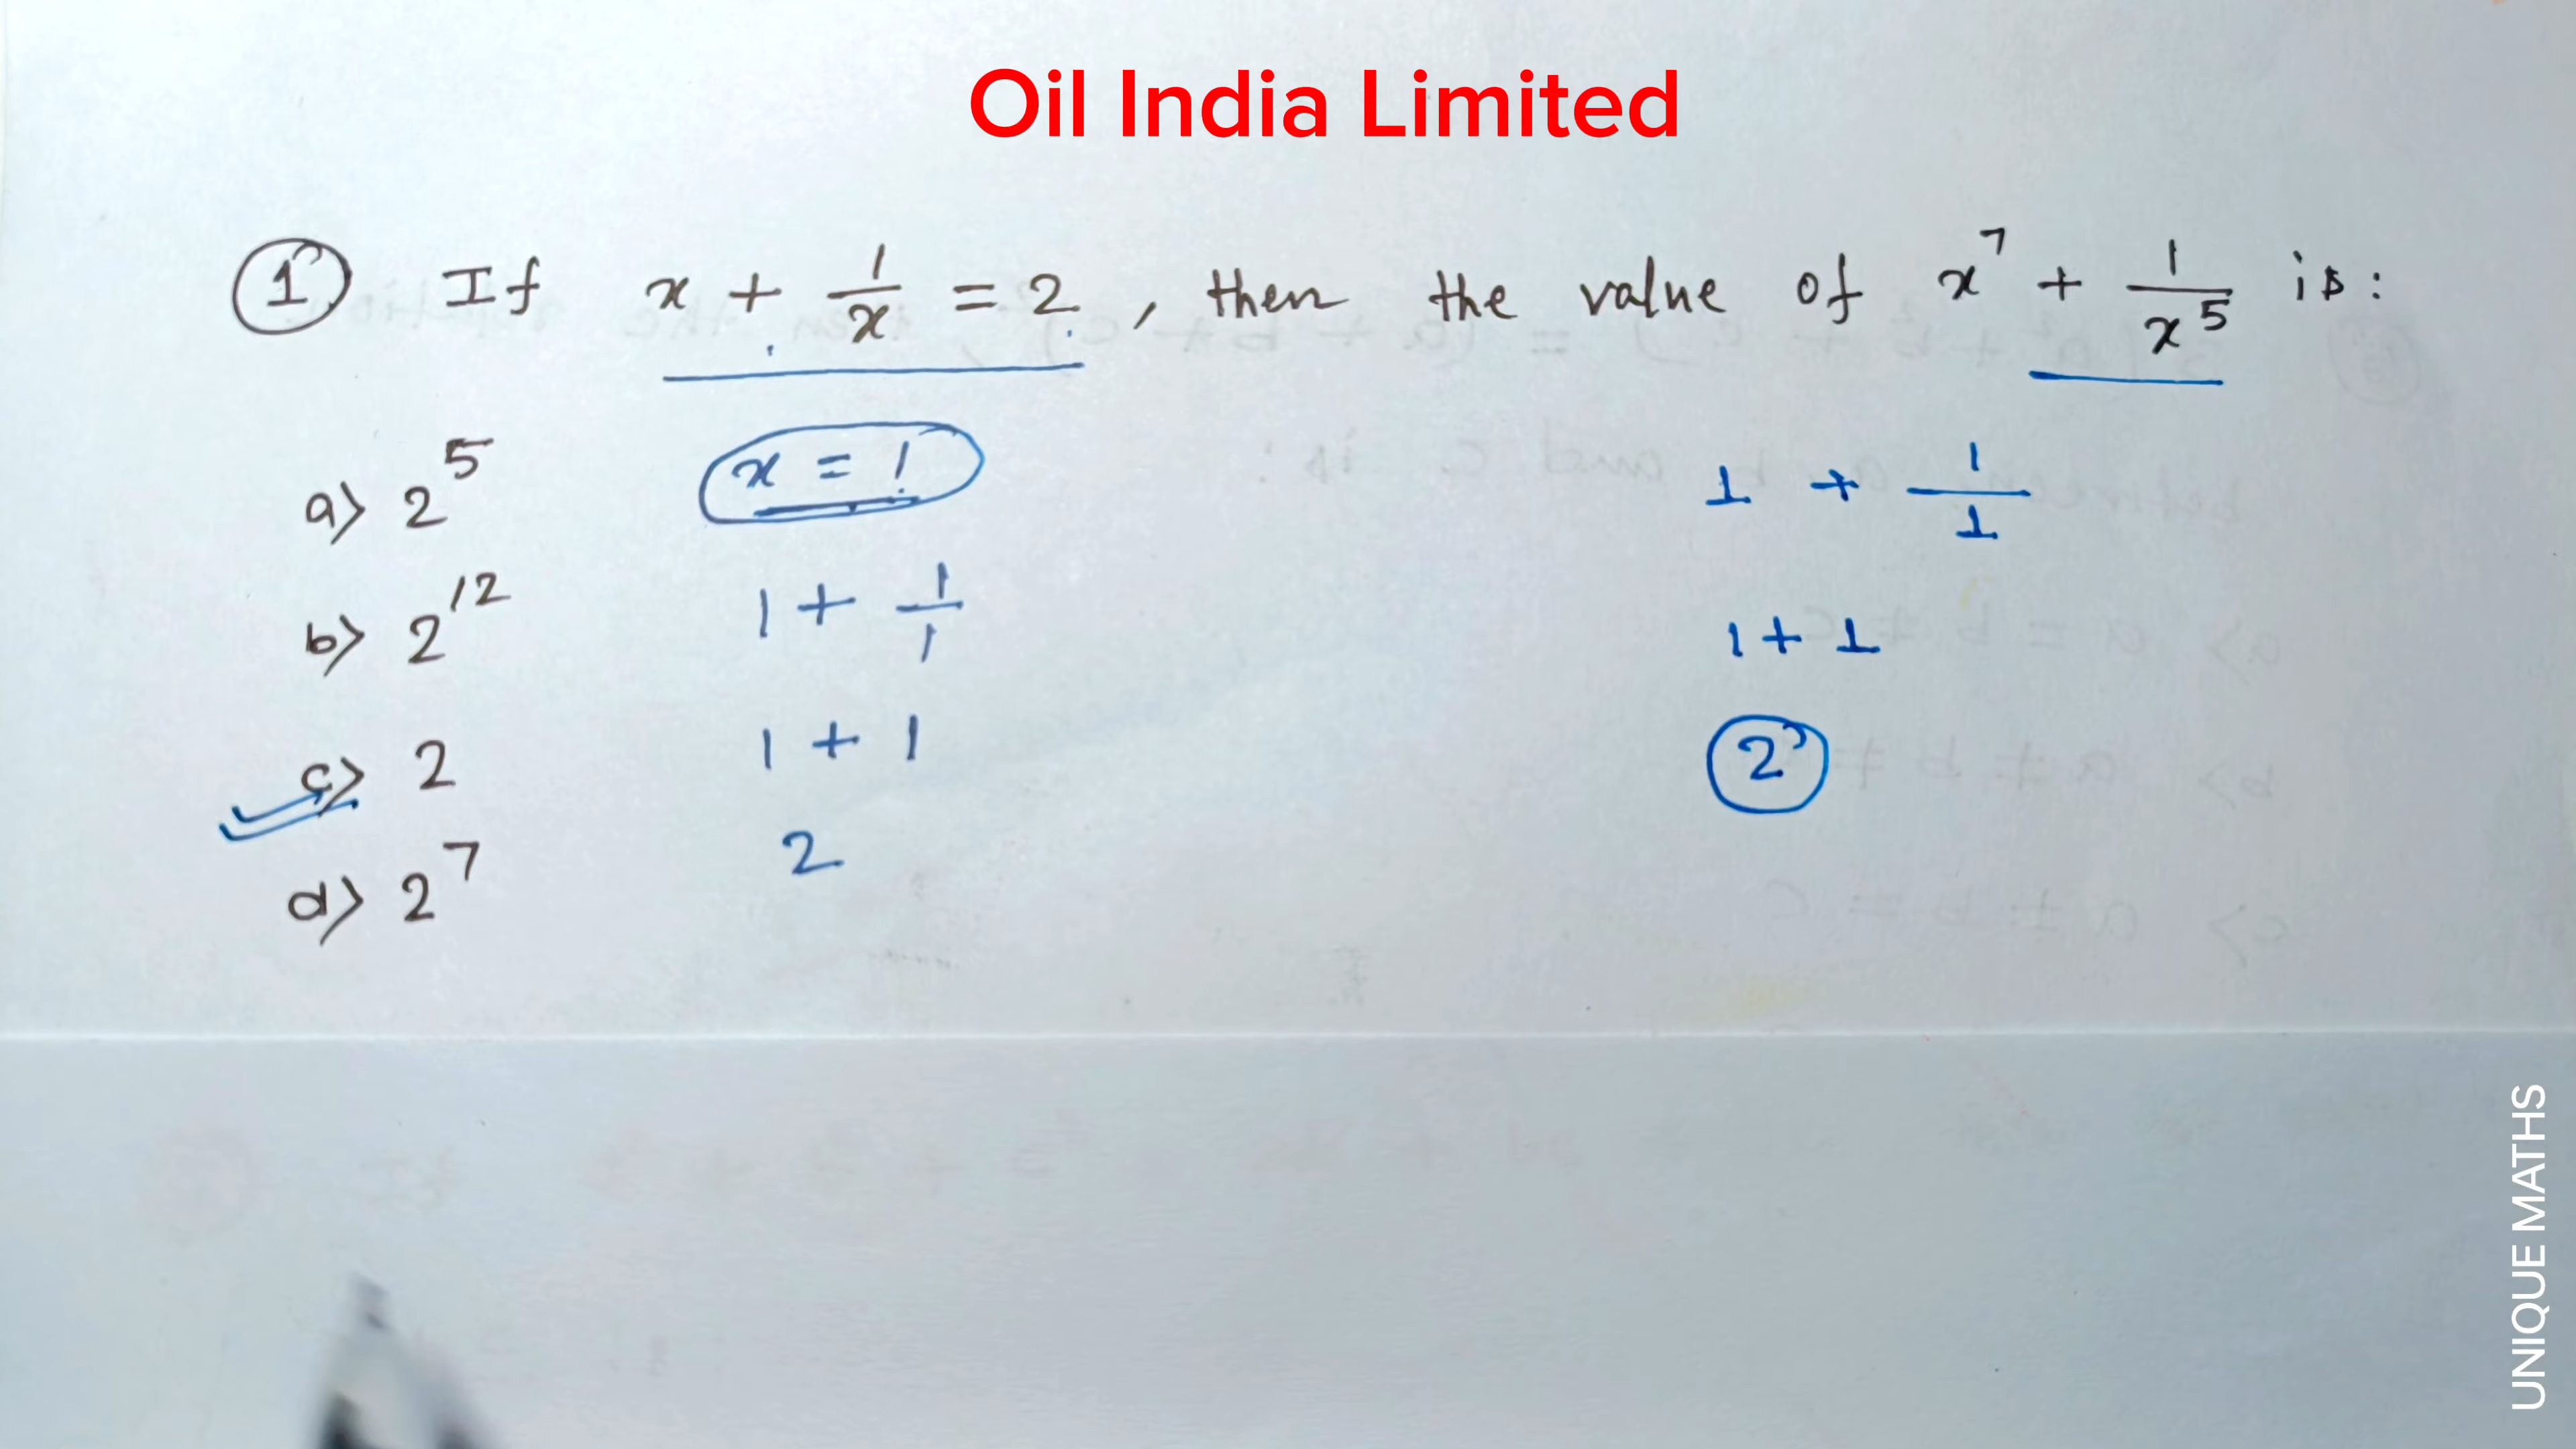 Oil India Limited
① If x + 1/x = 2 , then the value of x⁷ + 1/x⁵ is :
a) 2⁵
x = 1
1 + 1/1
b) 2¹²
1 + 1/1
1 + 1
c) 2
1 + 1
2
d) 2⁷
2
UNIQUE MATHS